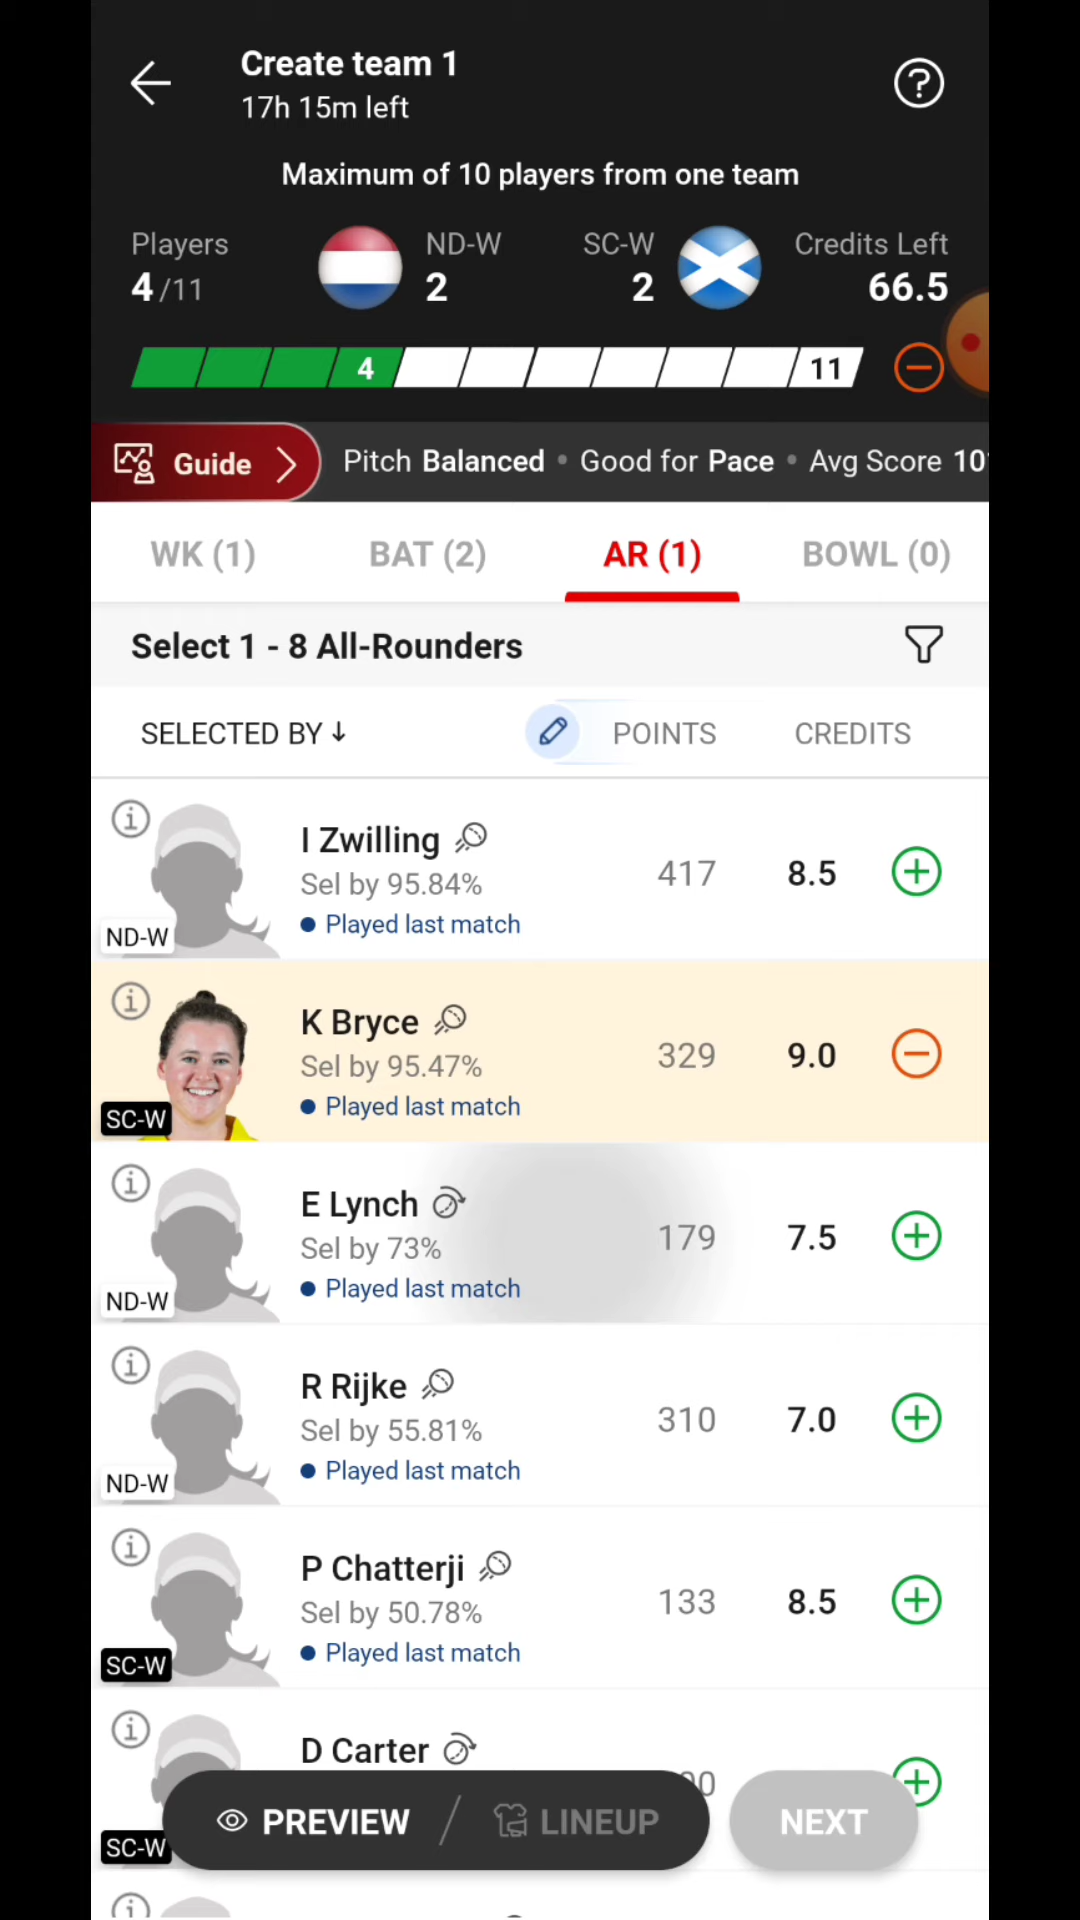 Create team 1
17h 15m left
Maximum of 10 players from one team
Players ND-W SC-W Credits Left
4/11 2 2 66.5
4 11
Guide Pitch Balanced • Good for Pace • Avg Score
WK (1) BAT (2) AR (1) BOWL (0)
Select 1 - 8 All-Rounders
SELECTED BY ↓ POINTS CREDITS
I Zwilling
Sel by 95.84% 417 8.5
• Played last match
ND-W
K Bryce
Sel by 95.47% 329 9.0
• Played last match
SC-W
E Lynch
Sel by 73% 179 7.5
• Played last match
ND-W
R Rijke
Sel by 55.81% 310 7.0
• Played last match
ND-W
P Chatterji
Sel by 50.78% 133 8.5
• Played last match
SC-W
D Carter
PREVIEW / LINEUP NEXT
SC-W